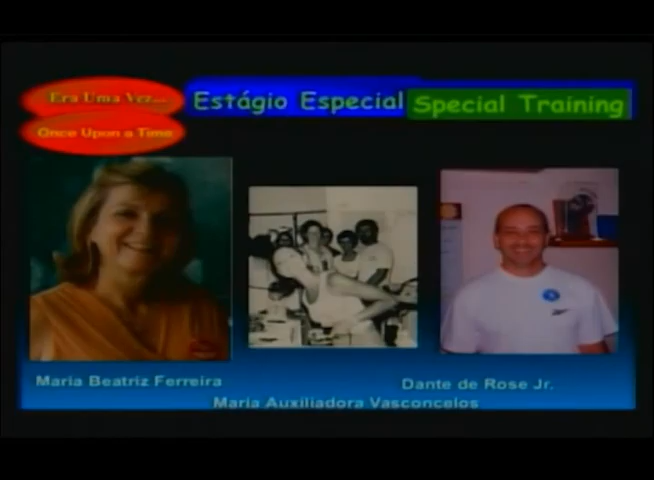 Era Uma Vez...
Once Upon a Time
Estágio Especial
Special Training
Maria Beatriz Ferreira
Dante de Rose Jr.
Maria Auxiliadora Vasconcelos